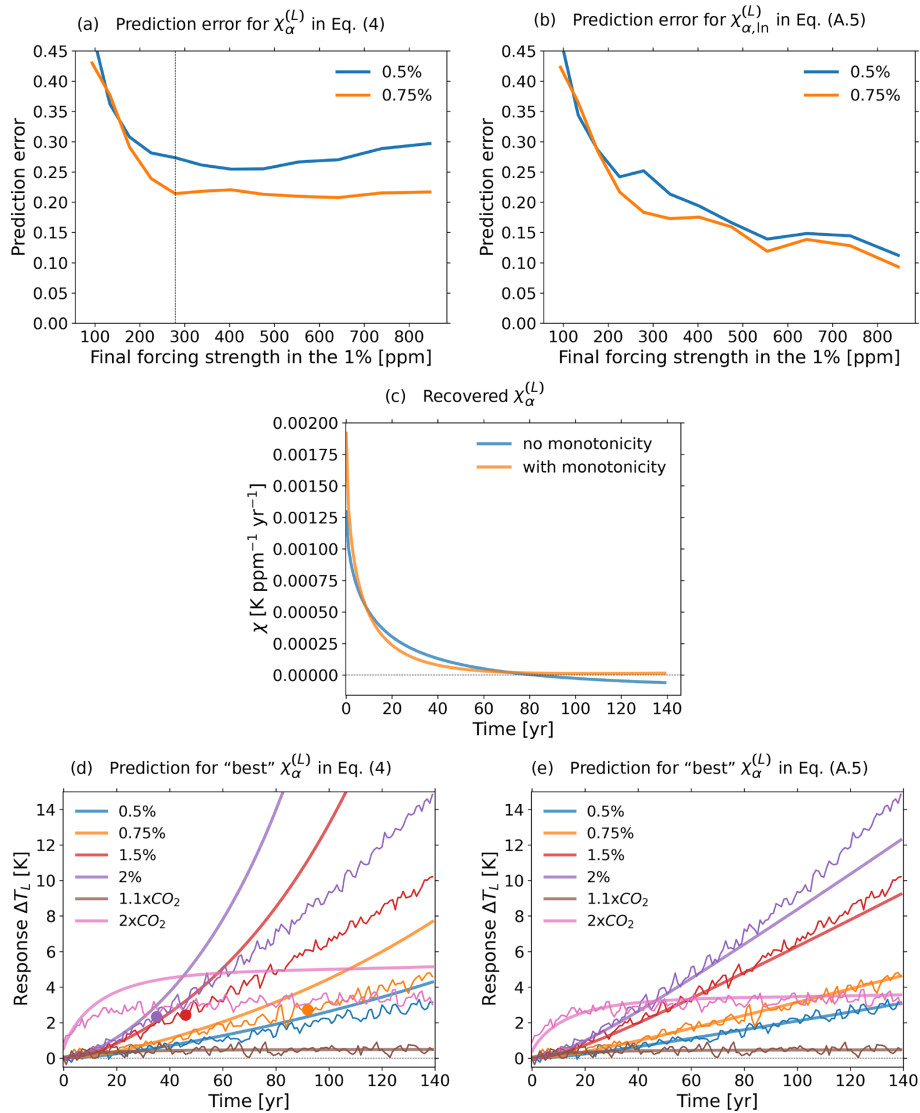 (a) Prediction error for χ_α^(L) in Eq. (4)
0.5%
0.75%
Prediction error
0.45
0.40
0.35
0.30
0.25
0.20
0.15
0.10
0.05
0.00
100 200 300 400 500 600 700 800
Final forcing strength in the 1% [ppm]
(b) Prediction error for χ_α,ln^(L) in Eq. (A.5)
0.5%
0.75%
Prediction error
0.45
0.40
0.35
0.30
0.25
0.20
0.15
0.10
0.05
0.00
100 200 300 400 500 600 700 800
Final forcing strength in the 1% [ppm]
(c) Recovered χ_α^(L)
no monotonicity
with monotonicity
χ [K ppm⁻¹ yr⁻¹]
0.00200
0.00175
0.00150
0.00125
0.00100
0.00075
0.00050
0.00025
0.00000
0 20 40 60 80 100 120 140
Time [yr]
(d) Prediction for “best” χ_α^(L) in Eq. (4)
0.5%
0.75%
1.5%
2%
1.1xCO₂
2xCO₂
Response ΔT_L [K]
14
12
10
8
6
4
2
0
0 20 40 60 80 100 120 140
Time [yr]
(e) Prediction for “best” χ_α^(L) in Eq. (A.5)
0.5%
0.75%
1.5%
2%
1.1xCO₂
2xCO₂
Response ΔT_L [K]
14
12
10
8
6
4
2
0
0 20 40 60 80 100 120 140
Time [yr]